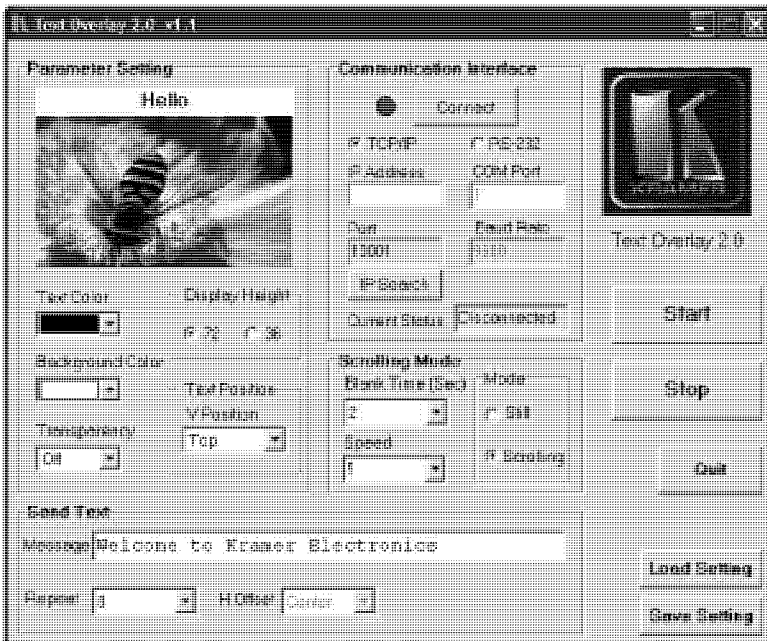 Text Overlay 2.0 v1.1
Parameter Setting
Hello
Text Color
Display Height
72 36
Background Color
Text Position
V Position
Top
Transparency
Off
Communication Interface
Connect
TCP/IP RS-232
IP Address COM Port
Port Baud Rate
10001
IP Search
Current Status Disconnected
Scrolling Mode
Blank Time (Sec)
2
Speed
Mode
Still
Scrolling
KRAMER
Text Overlay 2.0
Start
Stop
Quit
Load Setting
Save Setting
Send Text
Message Welcome to Kramer Electronics
Repeat H Offset Center